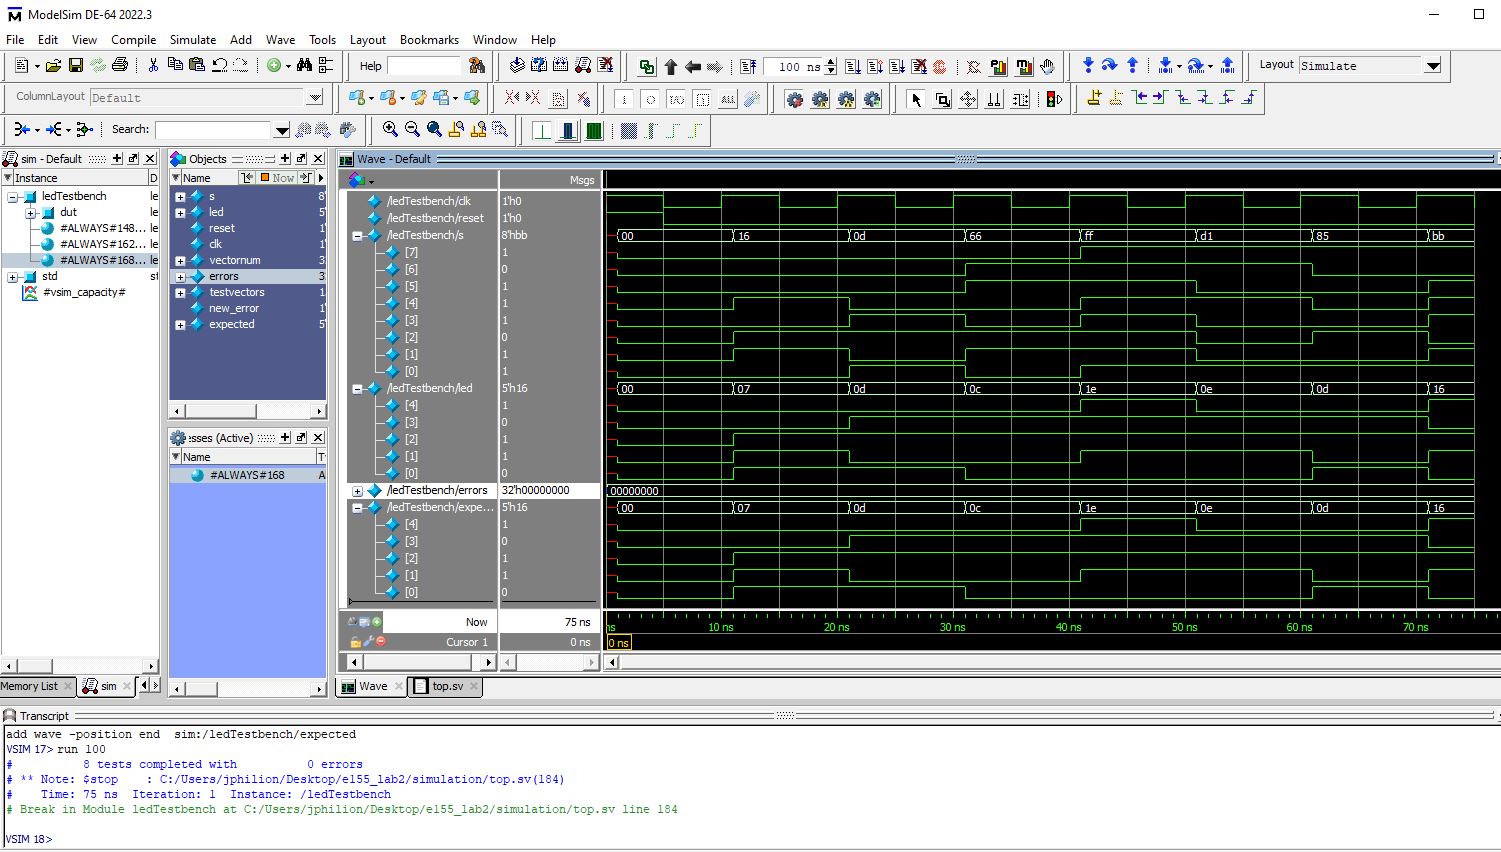 ModelSim DE-64 2022.3
File Edit View Compile Simulate Add Wave Tools Layout Bookmarks Window Help
Help 100 ns Layout Simulate
ColumnLayout Default
Search:
sim - Default
Instance D
ledTestbench le
dut le
#ALWAYS#148... le
#ALWAYS#162... le
#ALWAYS#168... le
std st
#vsim_capacity#
Memory List sim
Objects
Name Now
s 8'
led 5'
reset 1'
clk 1'
vectornum 3
errors 3
testvectors 1
new_error 1'
expected 5'
esses (Active)
Name T
#ALWAYS#168 A
Wave - Default
Msgs
/ledTestbench/clk 1'h0
/ledTestbench/reset 1'h0
/ledTestbench/s 8'hbb 00 16 0d 66 ff d1 85 bb
[7] 1
[6] 0
[5] 1
[4] 1
[3] 1
[2] 0
[1] 1
[0] 1
/ledTestbench/led 5'h16 00 07 0d 0c 1e 0e 0d 16
[4] 1
[3] 0
[2] 1
[1] 1
[0] 0
/ledTestbench/errors 32'h00000000 00000000
/ledTestbench/expe... 5'h16 00 07 0d 0c 1e 0e 0d 16
[4] 1
[3] 0
[2] 1
[1] 1
[0] 0
Now 75 ns ns 10 ns 20 ns 30 ns 40 ns 50 ns 60 ns 70 ns
Cursor 1 0 ns 0 ns
Wave top.sv
Transcript
add wave -position end  sim:/ledTestbench/expected
VSIM 17> run 100
#          8 tests completed with          0 errors
# ** Note: $stop    : C:/Users/jphilion/Desktop/e155_lab2/simulation/top.sv(184)
#    Time: 75 ns  Iteration: 1  Instance: /ledTestbench
# Break in Module ledTestbench at C:/Users/jphilion/Desktop/e155_lab2/simulation/top.sv line 184
VSIM 18>